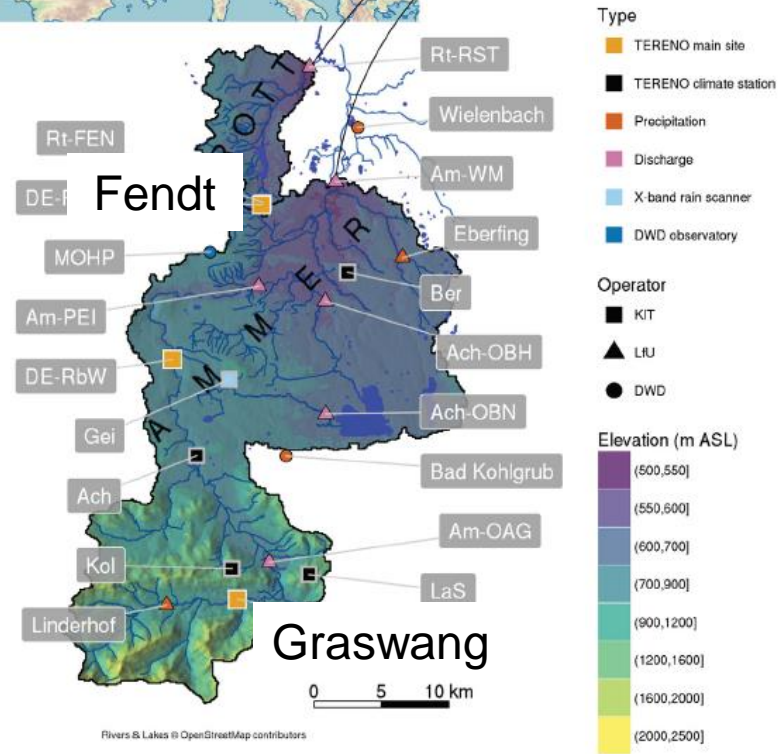 Rt-RST
Wielenbach
Rt-FEN
Am-WM
Fendt
Eberfing
MOHP
Ber
Am-PEI
Ach-OBH
DE-RbW
Ach-OBN
Gei
Bad Kohlgrub
Ach
Am-OAG
Kol
LaS
Linderhof
Graswang
ROTT
AMMER
0 5 10 km
Rivers & Lakes © OpenStreetMap contributors
Type
TERENO main site
TERENO climate station
Precipitation
Discharge
X-band rain scanner
DWD observatory
Operator
KIT
LfU
DWD
Elevation (m ASL)
(500,550]
(550,600]
(600,700]
(700,900]
(900,1200]
(1200,1600]
(1600,2000]
(2000,2500]